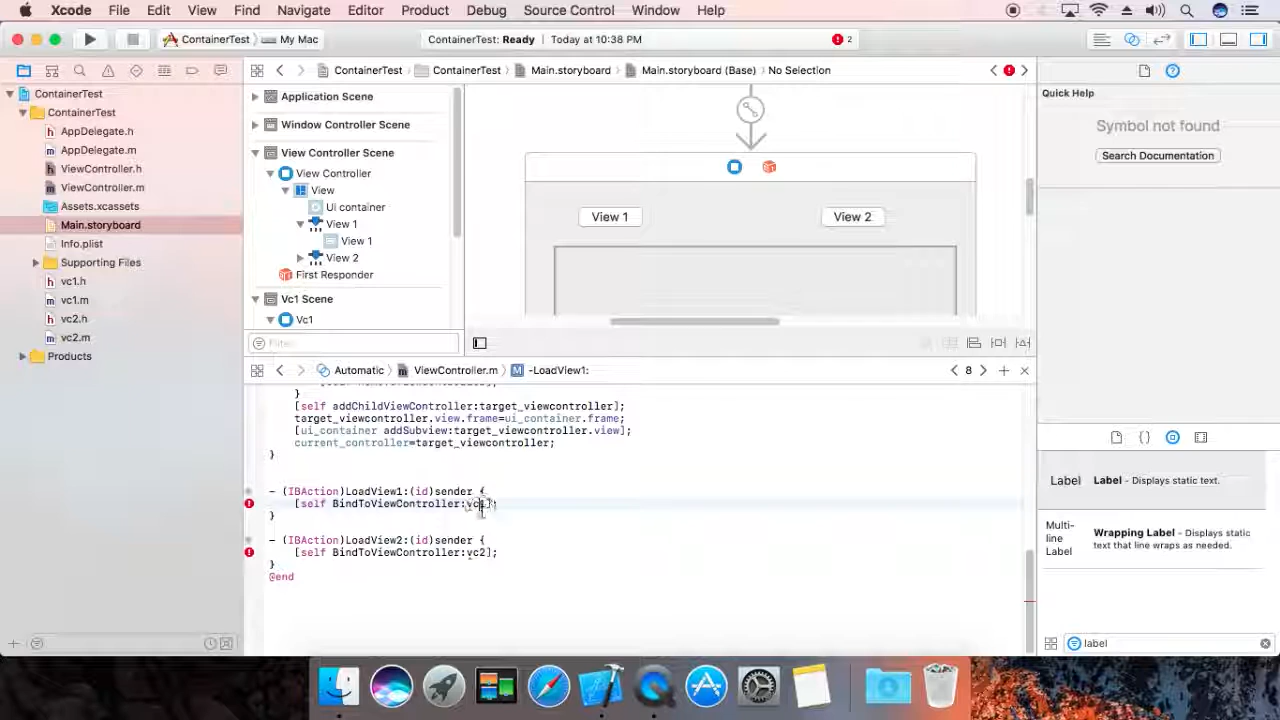 Xcode File Edit View Find Navigate Editor Product Debug Source Control Window Help
ContainerTest My Mac ContainerTest: Ready Today at 10:38 PM 2
ContainerTest ContainerTest Main.storyboard Main.storyboard (Base) No Selection
ContainerTest
ContainerTest
AppDelegate.h
AppDelegate.m
ViewController.h
ViewController.m
Assets.xcassets
Main.storyboard
Info.plist
Supporting Files
vc1.h
vc1.m
vc2.h
vc2.m
Products
Application Scene
Window Controller Scene
View Controller Scene
View Controller
View
Ui container
View 1
View 1
View 2
First Responder
Vc1 Scene
Vc1
Filter
View 1 View 2
Automatic ViewController.m M -LoadView1: 8
}
[self addChildViewController:target_viewcontroller];
target_viewcontroller.view.frame=ui_container.frame;
[ui_container addSubview:target_viewcontroller.view];
current_controller=target_viewcontroller;
}
- (IBAction)LoadView1:(id)sender {
[self BindToViewController:
}
- (IBAction)LoadView2:(id)sender {
[self BindToViewController:vc2];
}
@end
Quick Help
Symbol not found
Search Documentation
Label Label - Displays static text.
Multi-line Label Wrapping Label - Displays static text that line wraps as needed.
label